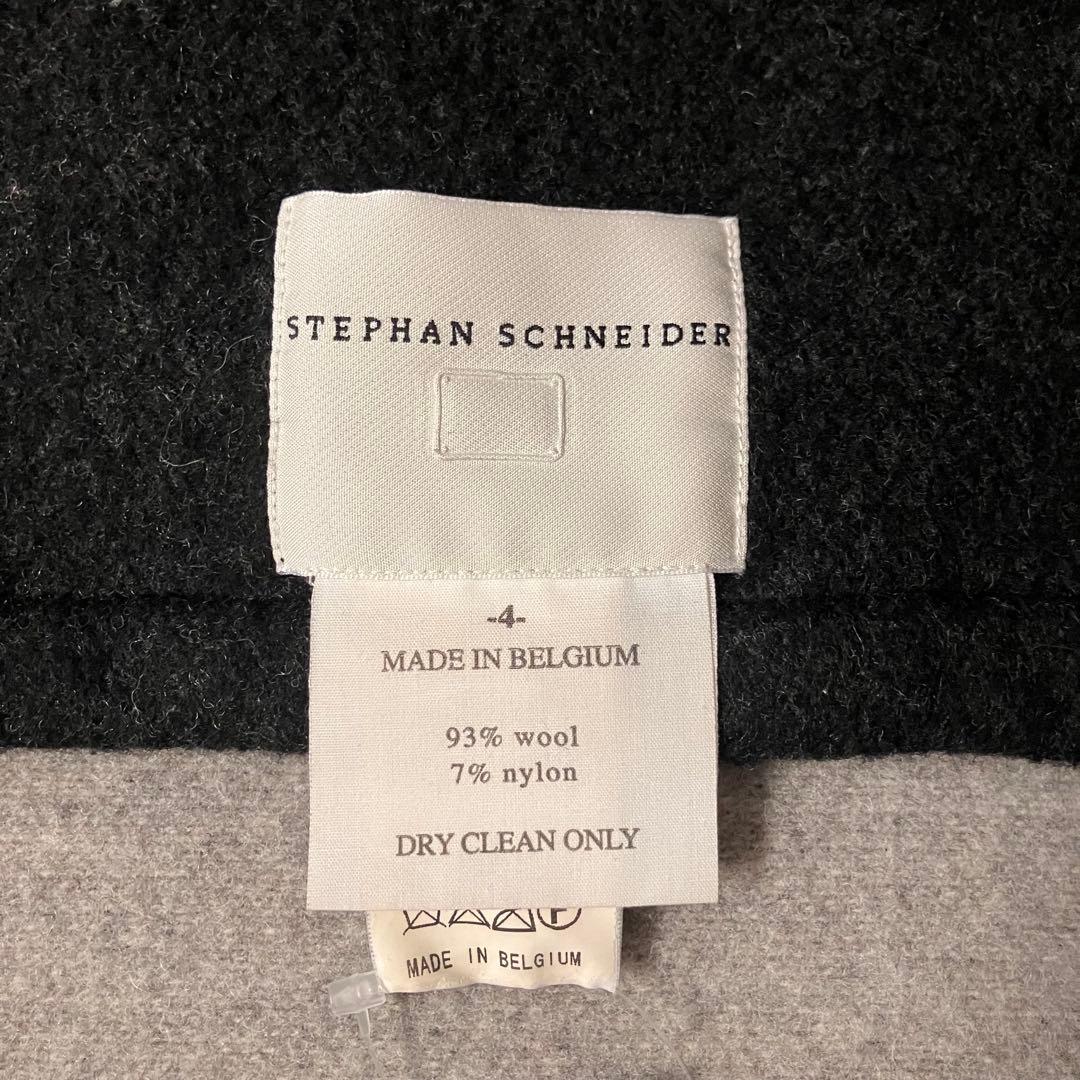 STEPHAN SCHNEIDER
-4-
MADE IN BELGIUM
93% wool
7% nylon
DRY CLEAN ONLY
MADE IN BELGIUM